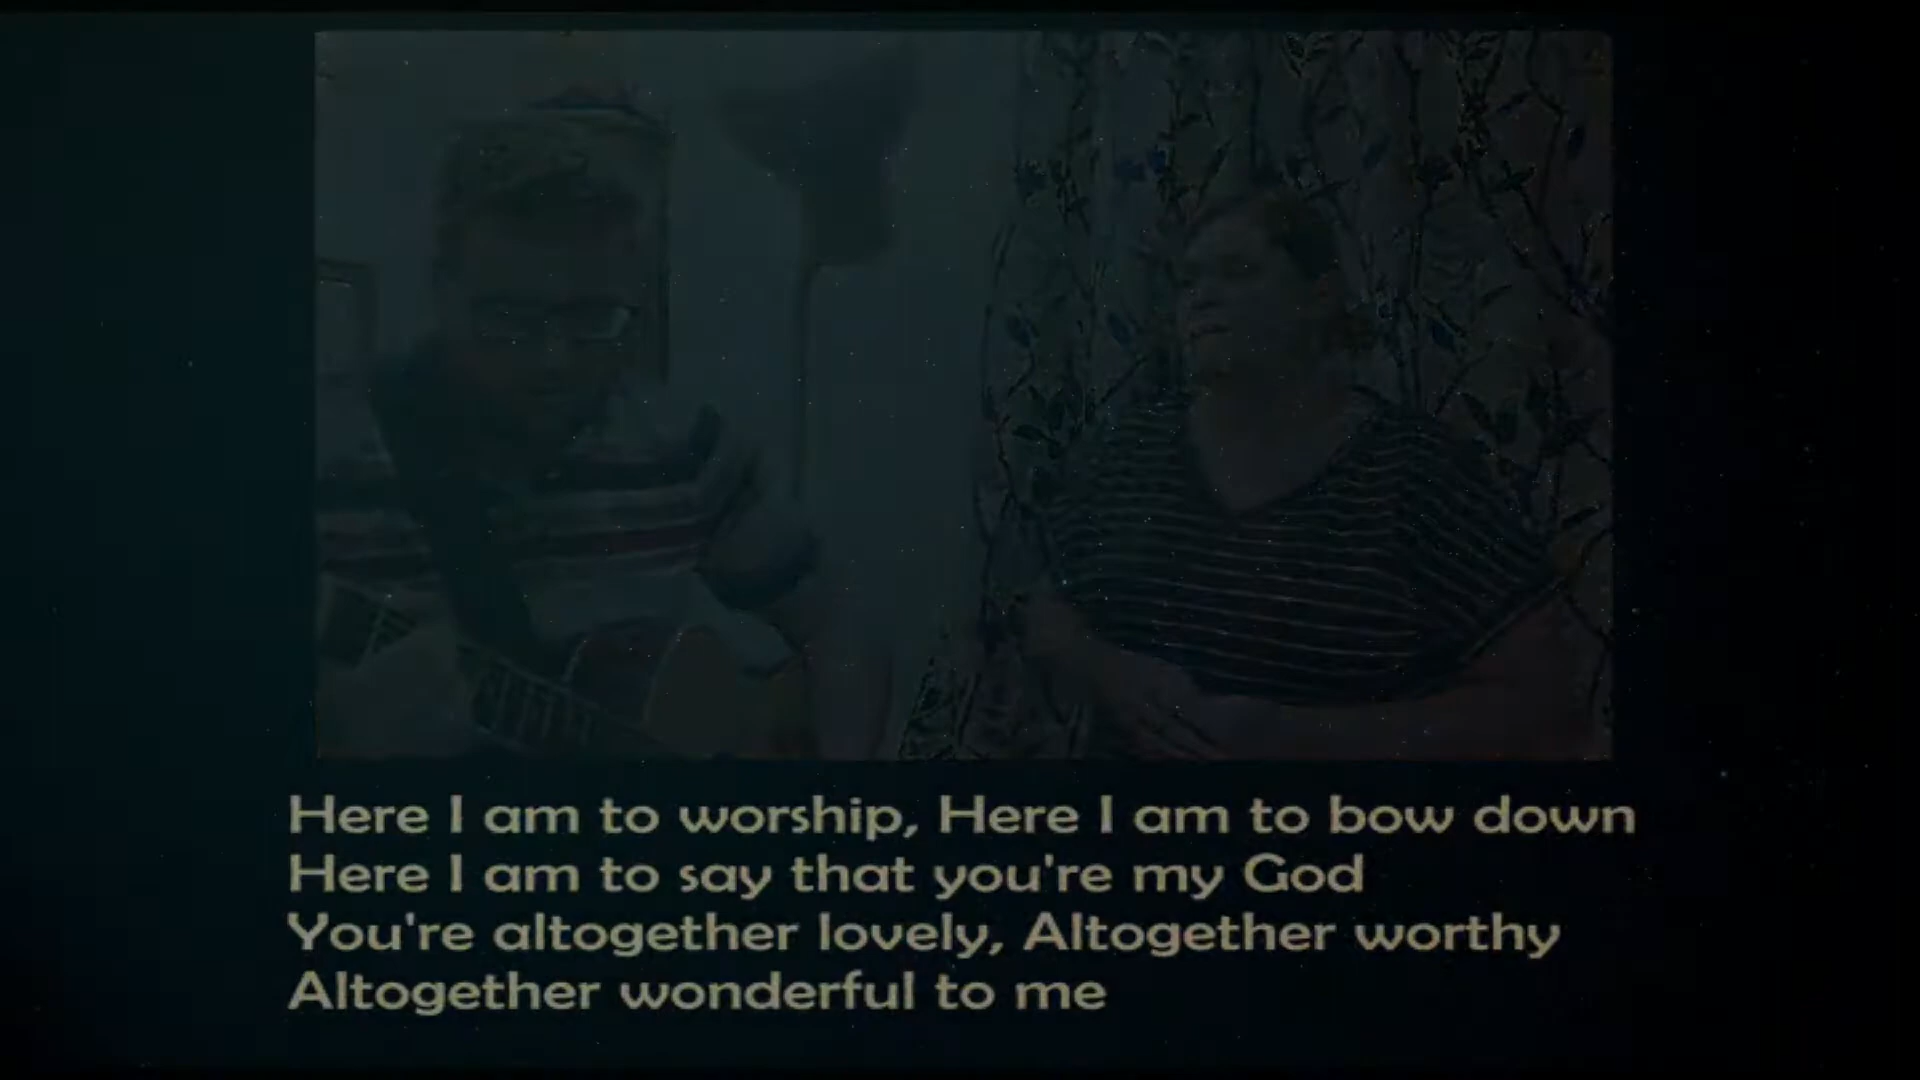 Here I am to worship, Here I am to bow down
Here I am to say that you're my God
You're altogether lovely, Altogether worthy
Altogether wonderful to me